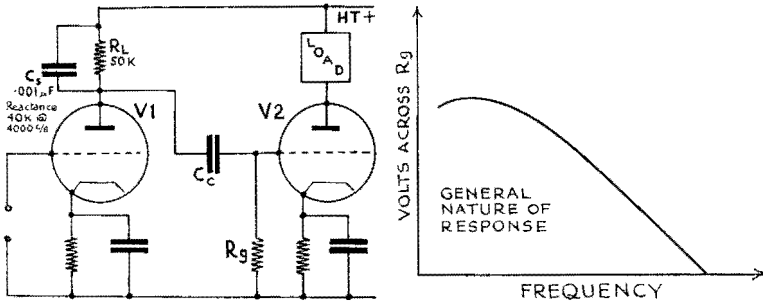 HT+
RL
50K
LOAD
Cs
.001µF
Reactance
40K @
4000 c/s
V1
V2
Cc
Rg
VOLTS ACROSS Rg
GENERAL
NATURE OF
RESPONSE
FREQUENCY